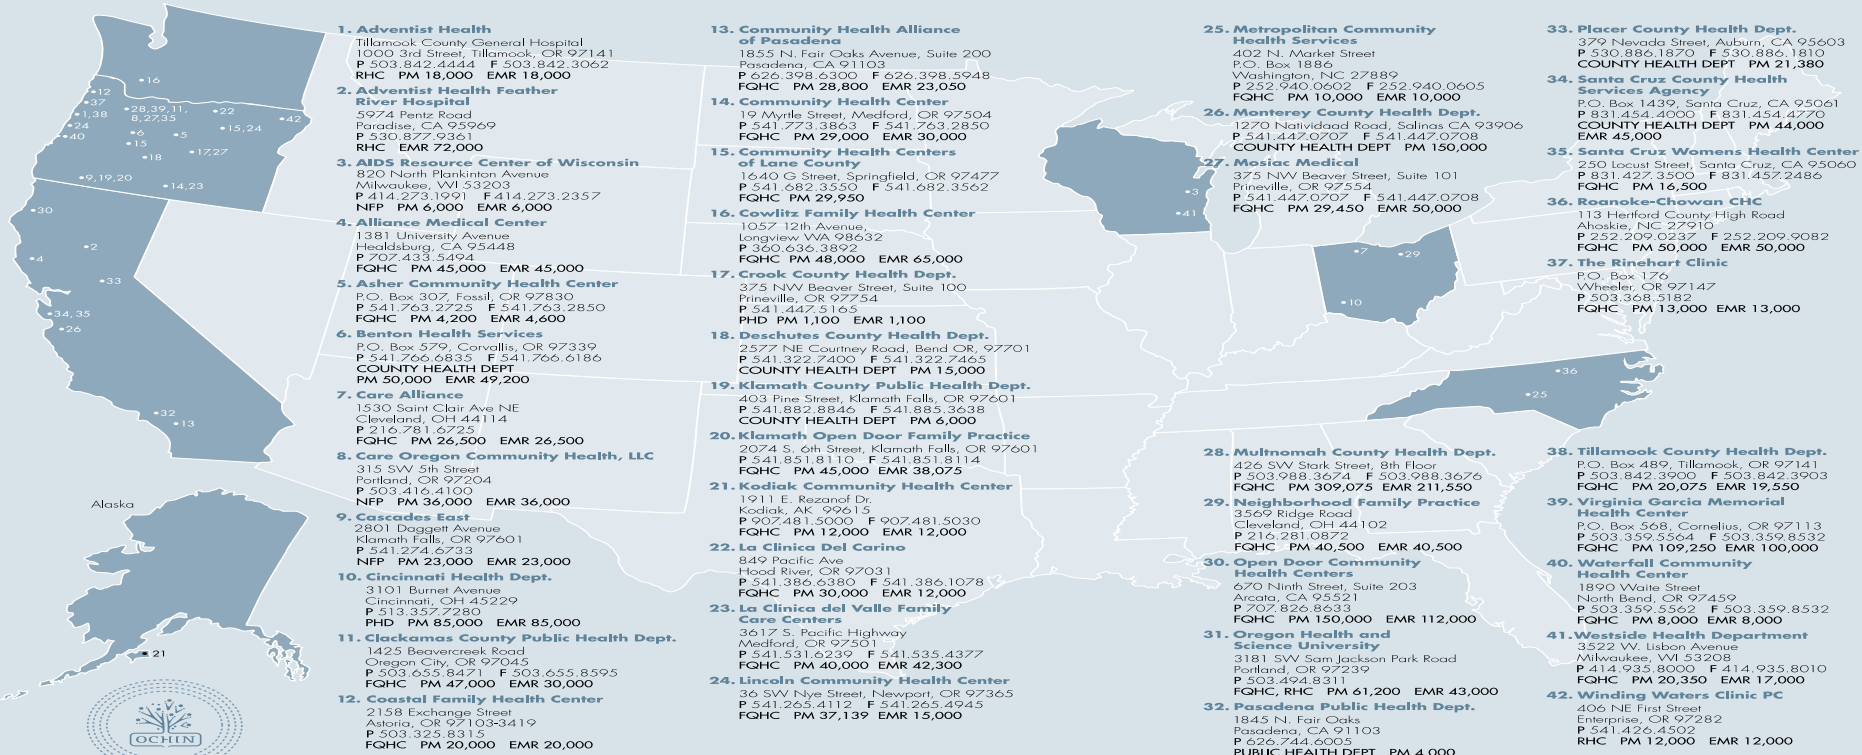 1. Adventist Health
Tillamook County General Hospital
1000 3rd Street, Tillamook, OR 97141
P 503.842.4444 F 503.842.3062
RHC PM 18,000 EMR 18,000
2. Adventist Health Feather
River Hospital
5974 Pentz Road
Paradise, CA 95969
P 530.877.9361
RHC EMR 72,000
3. AIDS Resource Center of Wisconsin
820 North Plankinton Avenue
Milwaukee, WI 53203
P 414.273.1991 F 414.273.2357
NFP PM 6,000 EMR 6,000
4. Alliance Medical Center
1381 University Avenue
Healdsburg, CA 95448
P 707.433.5494
FQHC PM 45,000 EMR 45,000
5. Asher Community Health Center
P.O. Box 307, Fossil, OR 97830
P 541.763.2725 F 541.763.2850
FQHC PM 4,200 EMR 4,600
6. Benton Health Services
P.O. Box 579, Corvallis, OR 97339
P 541.766.6835 F 541.766.6186
COUNTY HEALTH DEPT
PM 50,000 EMR 49,200
7. Care Alliance
1530 Saint Clair Ave NE
Cleveland, OH 44114
P 216.781.6725
FQHC PM 26,500 EMR 26,500
8. Care Oregon Community Health, LLC
315 SW 5th Street
Portland, OR 97204
P 503.416.4100
NFP PM 36,000 EMR 36,000
9. Cascades East
2801 Daggett Avenue
Klamath Falls, OR 97601
P 541.274.6733
NFP PM 23,000 EMR 23,000
10. Cincinnati Health Dept.
3101 Burnet Avenue
Cincinnati, OH 45229
P 513.357.7280
PHD PM 85,000 EMR 85,000
11. Clackamas County Public Health Dept.
1425 Beavercreek Road
Oregon City, OR 97045
P 503.655.8471 F 503.655.8595
FQHC PM 47,000 EMR 30,000
12. Coastal Family Health Center
2158 Exchange Street
Astoria, OR 97103-3419
P 503.325.8315
FQHC PM 20,000 EMR 20,000
13. Community Health Alliance
of Pasadena
1855 N. Fair Oaks Avenue, Suite 200
Pasadena, CA 91103
P 626.398.6300 F 626.398.5948
FQHC PM 28,800 EMR 23,050
14. Community Health Center
19 Myrtle Street, Medford, OR 97504
P 541.773.3863 F 541.763.2850
FQHC PM 29,000 EMR 30,000
15. Community Health Centers
of Lane County
1640 G Street, Springfield, OR 97477
P 541.682.3550 F 541.682.3562
FQHC PM 29,950
16. Cowlitz Family Health Center
1057 12th Avenue,
Longview WA 98632
P 360.636.3892
FQHC PM 48,000 EMR 65,000
17. Crook County Health Dept.
375 NW Beaver Street, Suite 100
Prineville, OR 97754
P 541.447.5165
PHD PM 1,100 EMR 1,100
18. Deschutes County Health Dept.
2577 NE Courtney Road, Bend OR, 97701
P 541.322.7400 F 541.322.7465
COUNTY HEALTH DEPT PM 15,000
19. Klamath County Public Health Dept.
403 Pine Street, Klamath Falls, OR 97601
P 541.882.8846 F 541.885.3638
COUNTY HEALTH DEPT PM 6,000
20. Klamath Open Door Family Practice
2074 S. 6th Street, Klamath Falls, OR 97601
P 541.851.8110 F 541.851.8114
FQHC PM 45,000 EMR 38,075
21. Kodiak Community Health Center
1911 E. Rezanof Dr.
Kodiak, AK 99615
P 907.481.5000 F 907.481.5030
FQHC PM 12,000 EMR 12,000
22. La Clinica Del Carino
849 Pacific Ave
Hood River, OR 97031
P 541.386.6380 F 541.386.1078
FQHC PM 30,000 EMR 12,000
23. La Clinica del Valle Family
Care Centers
3617 S. Pacific Highway
Medford, OR 97501
P 541.531.6239 F 541.535.4377
FQHC PM 40,000 EMR 42,300
24. Lincoln Community Health Center
36 SW Nye Street, Newport, OR 97365
P 541.265.4112 F 541.265.4945
FQHC PM 37,139 EMR 15,000
25. Metropolitan Community
Health Services
402 N. Market Street
P.O. Box 1886
Washington, NC 27889
P 252.940.0602 F 252.940.0605
FQHC PM 10,000 EMR 10,000
26. Monterey County Health Dept.
1270 Natividaad Road, Salinas CA 93906
P 541.447.0707 F 541.447.0708
COUNTY HEALTH DEPT PM 150,000
27. Mosiac Medical
375 NW Beaver Street, Suite 101
Prineville, OR 97554
P 541.447.0707 F 541.447.0708
FQHC PM 29,450 EMR 50,000
28. Multnomah County Health Dept.
426 SW Stark Street, 8th Floor
P 503.988.3674 F 503.988.3676
FQHC PM 309,075 EMR 211,550
29. Neighborhood Family Practice
3569 Ridge Road
Cleveland, OH 44102
P 216.281.0872
FQHC PM 40,500 EMR 40,500
30. Open Door Community
Health Centers
670 Ninth Street, Suite 203
Arcata, CA 95521
P 707.826.8633
FQHC PM 150,000 EMR 112,000
31. Oregon Health and
Science University
3181 SW Sam Jackson Park Road
Portland, OR 97239
P 503.494.8311
FQHC, RHC PM 61,200 EMR 43,000
32. Pasadena Public Health Dept.
1845 N. Fair Oaks
Pasadena, CA 91103
P 626.744.6005
PUBLIC HEALTH DEPT PM 4,000
33. Placer County Health Dept.
379 Nevada Street, Auburn, CA 95603
P 530.886.1870 F 530.886.1810
COUNTY HEALTH DEPT PM 21,380
34. Santa Cruz County Health
Services Agency
P.O. Box 1439, Santa Cruz, CA 95061
P 831.454.4000 F 831.454.4770
COUNTY HEALTH DEPT PM 44,000
EMR 45,000
35. Santa Cruz Womens Health Center
250 Locust Street, Santa Cruz, CA 95060
P 831.427.3500 F 831.457.2486
FQHC PM 16,500
36. Roanoke-Chowan CHC
113 Hertford County High Road
Ahoskie, NC 27910
P 252.209.0237 F 252.209.9082
FQHC PM 50,000 EMR 50,000
37. The Rinehart Clinic
P.O. Box 176
Wheeler, OR 97147
P 503.368.5182
FQHC PM 13,000 EMR 13,000
38. Tillamook County Health Dept.
P.O. Box 489, Tillamook, OR 97141
P 503.842.3900 F 503.842.3903
FQHC PM 20,075 EMR 19,550
39. Virginia Garcia Memorial
Health Center
P.O. Box 568, Cornelius, OR 97113
P 503.359.5564 F 503.359.8532
FQHC PM 109,250 EMR 100,000
40. Waterfall Community
Health Center
1890 Waite Street
North Bend, OR 97459
P 503.359.5562 F 503.359.8532
FQHC PM 8,000 EMR 8,000
41. Westside Health Department
3522 W. Lisbon Avenue
Milwaukee, WI 53208
P 414.935.8000 F 414.935.8010
FQHC PM 20,350 EMR 17,000
42. Winding Waters Clinic PC
406 NE First Street
Enterprise, OR 97282
P 541.426.4502
RHC PM 12,000 EMR 12,000
16
12
37
1,38
24
40
28,39,11,
8,27,35
22
42
15,24
6
5
15
18
17,27
9,19,20
14,23
30
2
4
33
34, 35
26
32
13
3
41
7
29
10
36
25
Alaska
21
OCHIN